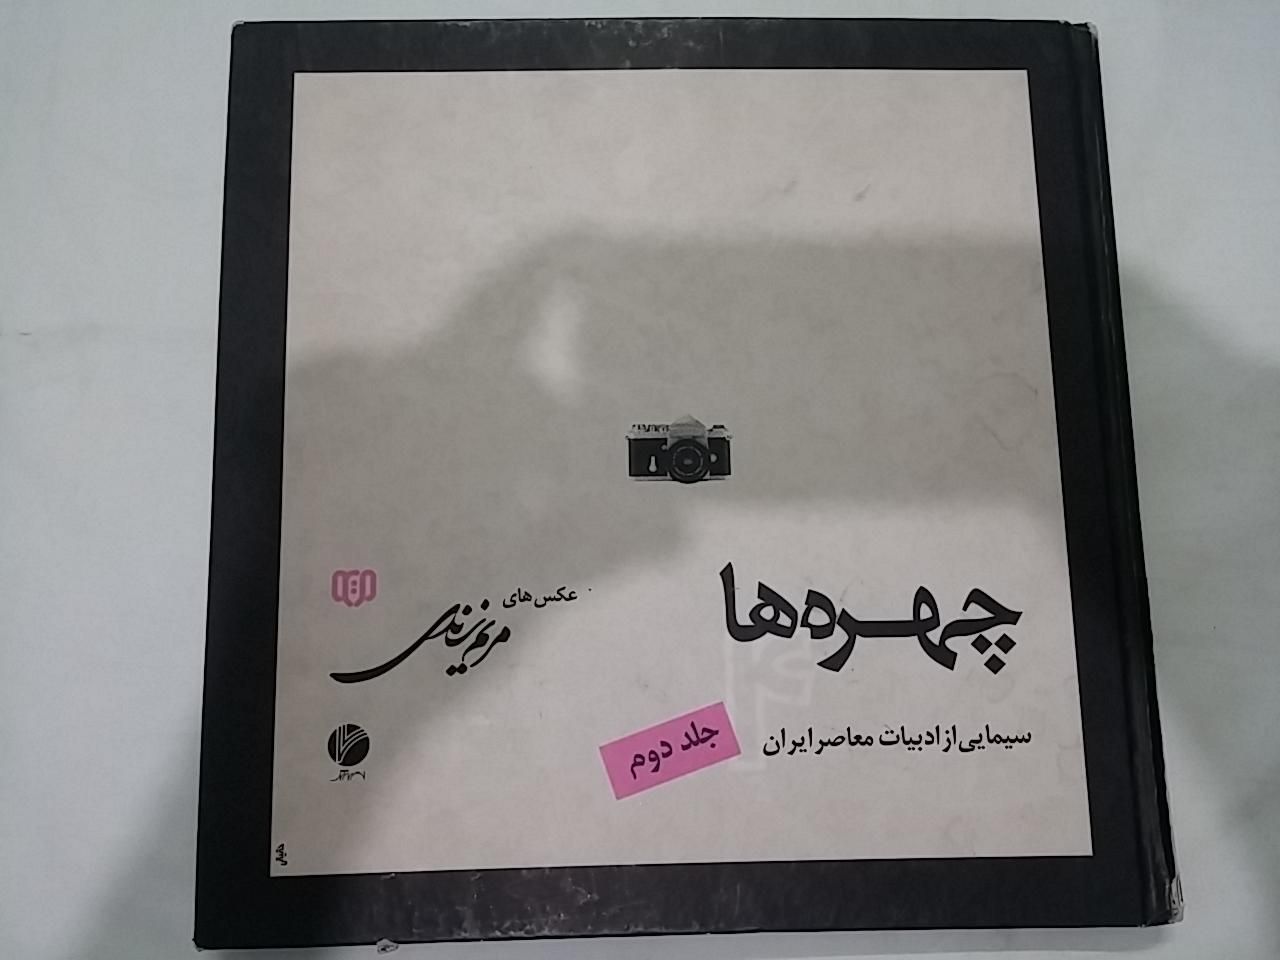 چهره‌ها
سیمایی از ادبیات معاصر ایران
جلد دوم
عکس‌های
مریم زندی